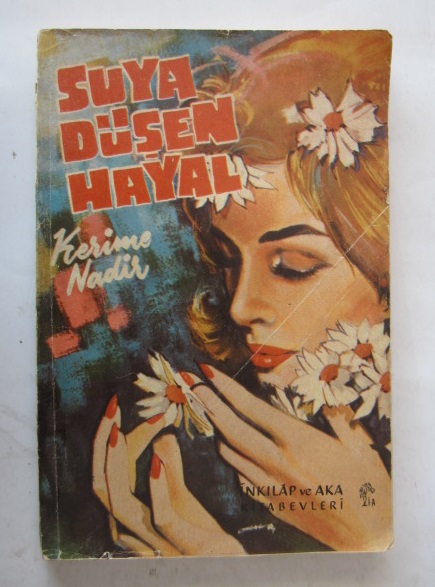 SUYA
DÜŞEN
HAYAL
Kerime
Nadir
İNKILÂP ve AKA
KİTABEVLERİ